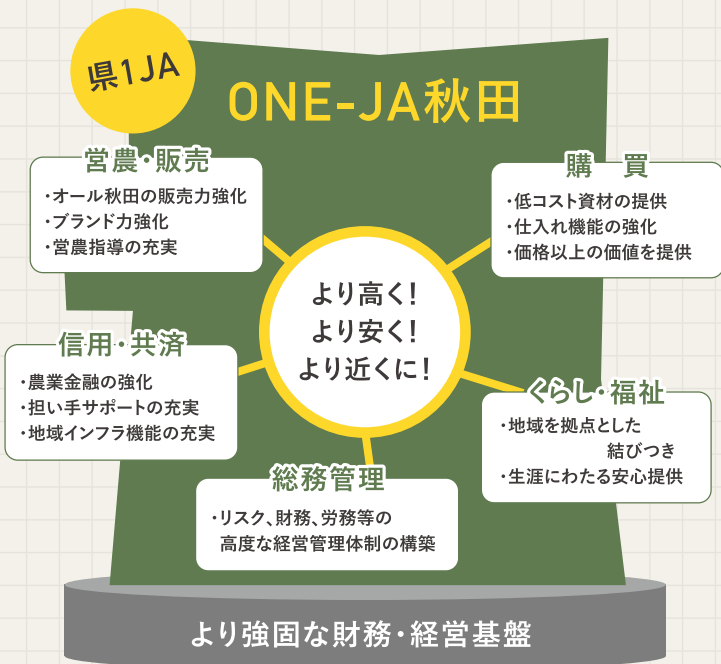 県1JA
ONE-JA秋田
営農・販売
・オール秋田の販売力強化
・ブランド力強化
・営農指導の充実
購 買
・低コスト資材の提供
・仕入れ機能の強化
・価格以上の価値を提供
より高く!
より安く!
より近くに!
信用・共済
・農業金融の強化
・担い手サポートの充実
・地域インフラ機能の充実
くらし・福祉
・地域を拠点とした
結びつき
・生涯にわたる安心提供
総務管理
・リスク、財務、労務等の
高度な経営管理体制の構築
より強固な財務・経営基盤